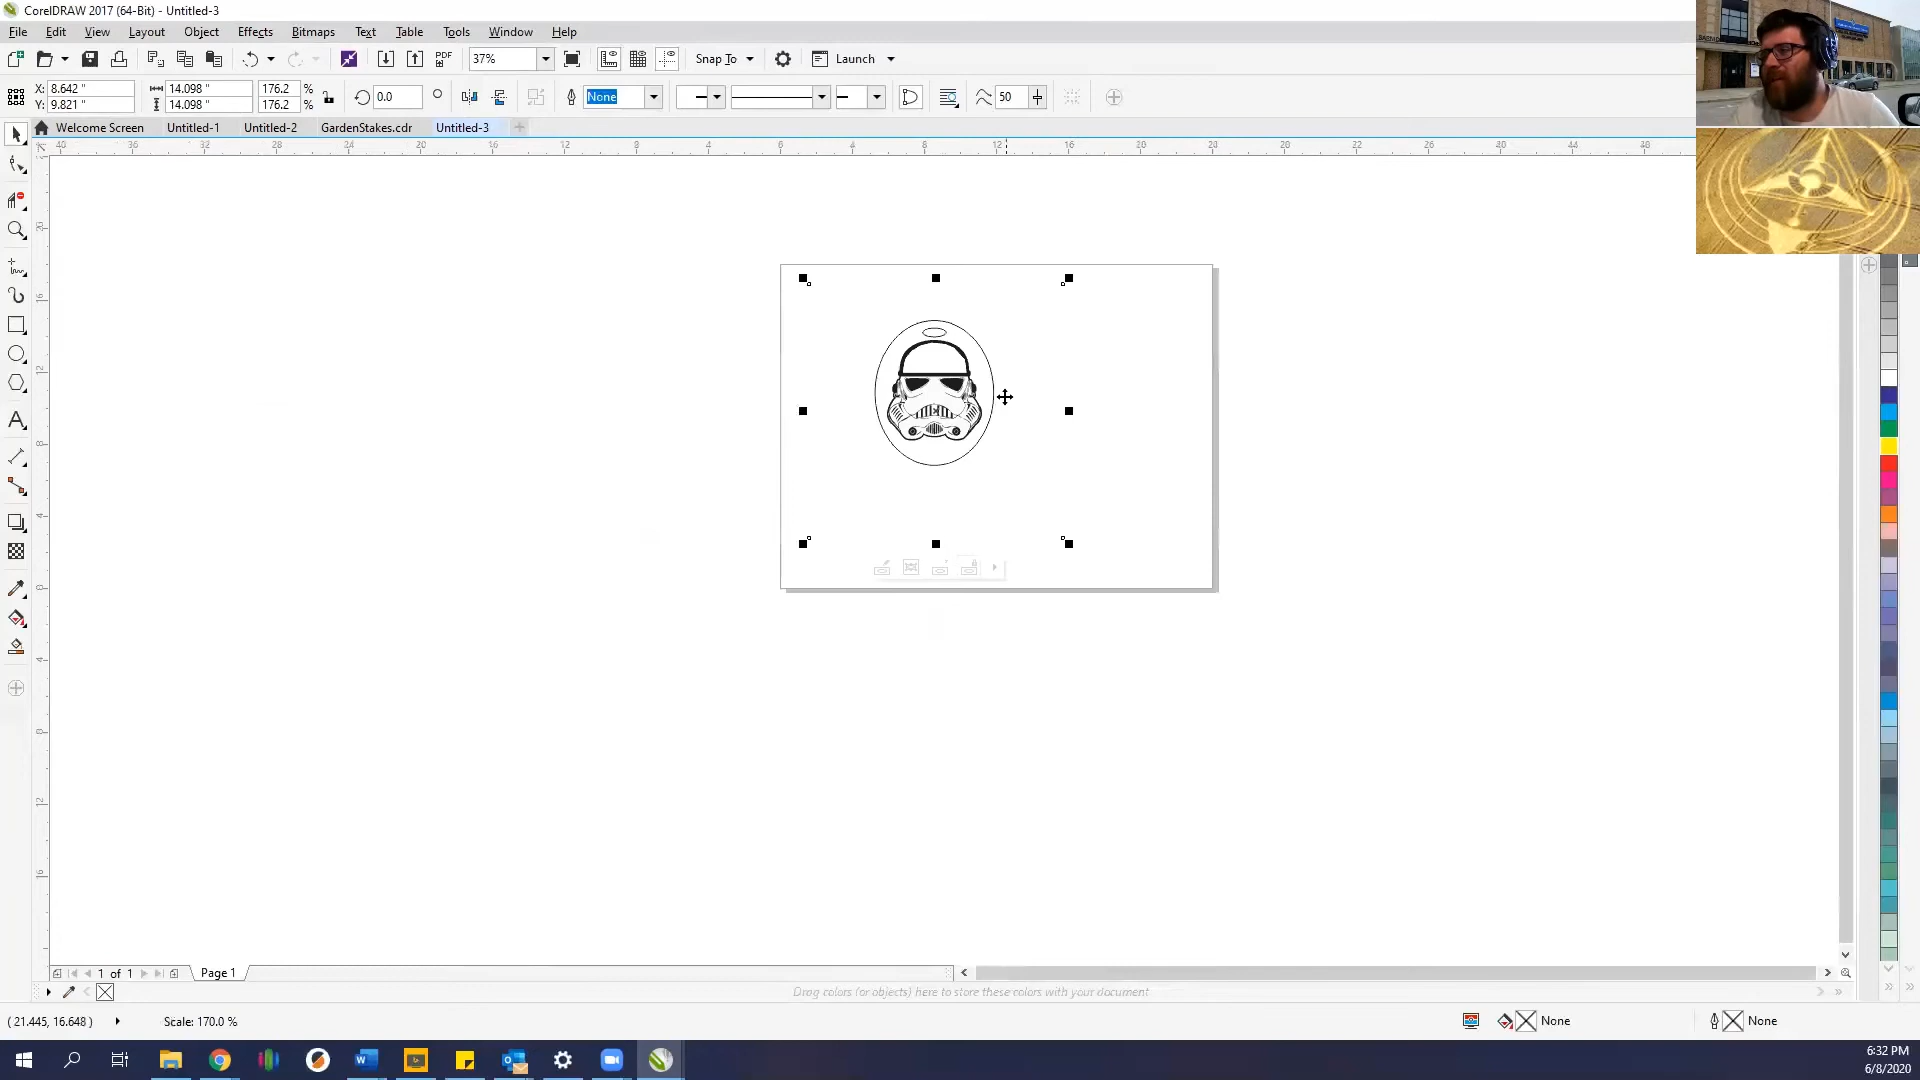 CorelDRAW 2017 (64-Bit) - Untitled-3
File Edit View Layout Object Effects Bitmaps Text Table Tools Window Help
PDF 37% Snap To Launch
X: 8.642 " 14.098 " 176.2 % 0.0 None 50
Y: 9.821 " 14.098 " 176.2 %
Welcome Screen Untitled-1 Untitled-2 GardenStakes.cdr Untitled-3
1 of 1 Page 1
Drag colors (or objects) here to store these colors with your document
( 21.445, 16.648 ) Scale: 170.0 % None None
6:32 PM
6/8/2020